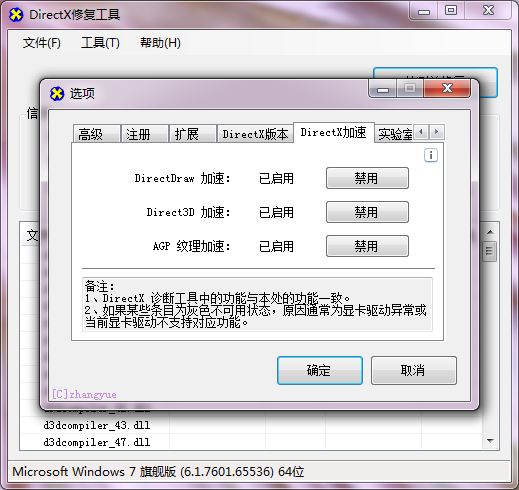 DirectX修复工具
文件(F) 工具(T) 帮助(H)
选项
高级 注册 扩展 DirectX版本 DirectX加速 实验室
DirectDraw 加速： 已启用 禁用
Direct3D 加速： 已启用 禁用
AGP 纹理加速： 已启用 禁用
备注：
1、DirectX 诊断工具中的功能与本处的功能一致。
2、如果某些条目为灰色不可用状态，原因通常为显卡驱动异常或
当前显卡驱动不支持对应功能。
确定 取消
[C]zhangyue
d3dcompiler_43.dll
d3dcompiler_47.dll
Microsoft Windows 7 旗舰版 (6.1.7601.65536) 64位